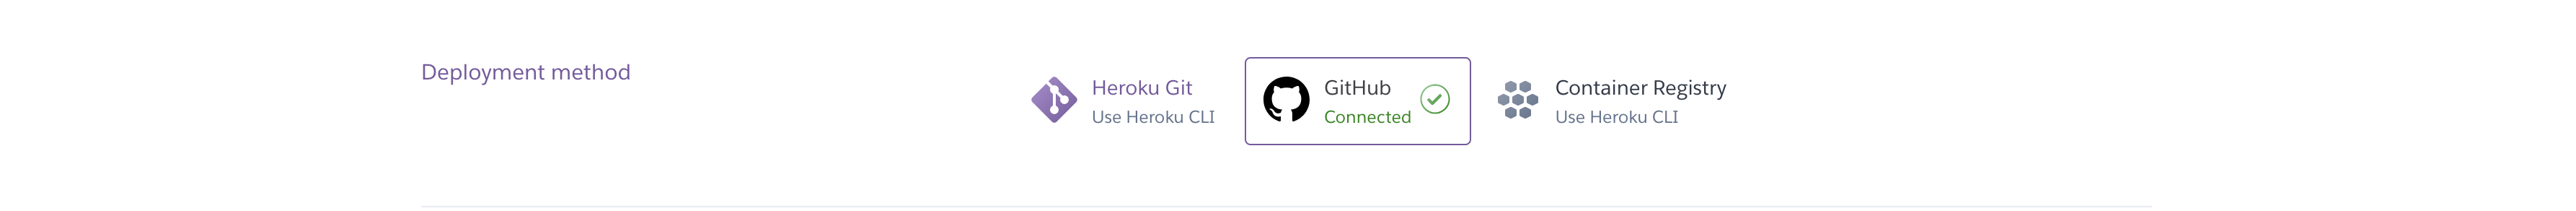 Deployment method
Heroku Git
Use Heroku CLI
GitHub
Connected
Container Registry
Use Heroku CLI